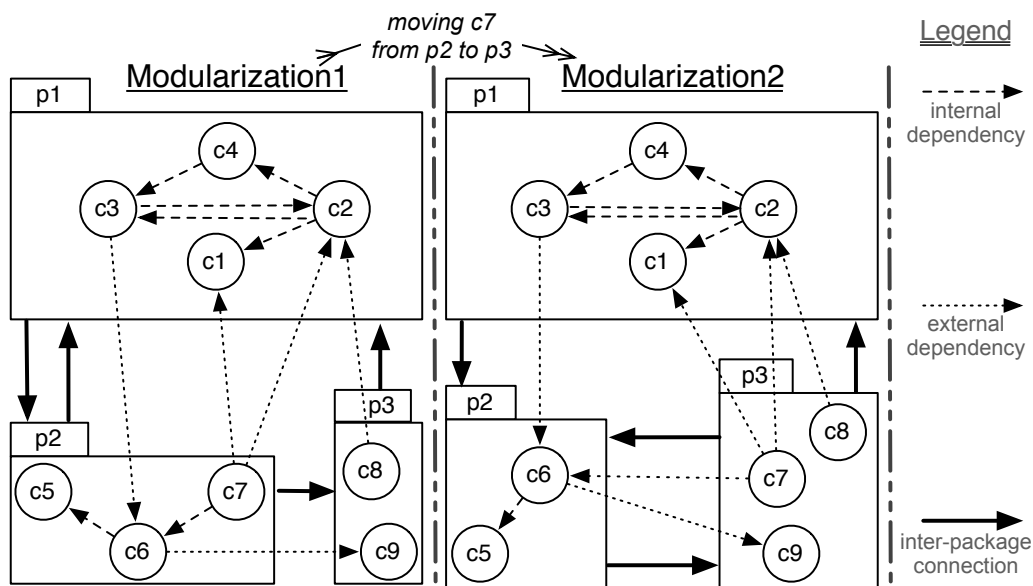 moving c7
from p2 to p3
Legend
Modularization1
Modularization2
p1
p1
internal
dependency
c4
c4
c3
c2
c3
c2
c1
c1
external
dependency
p3
p3
p2
p2
c8
c8
c5
c7
c6
c7
c6
c9
c5
c9
inter-package
connection